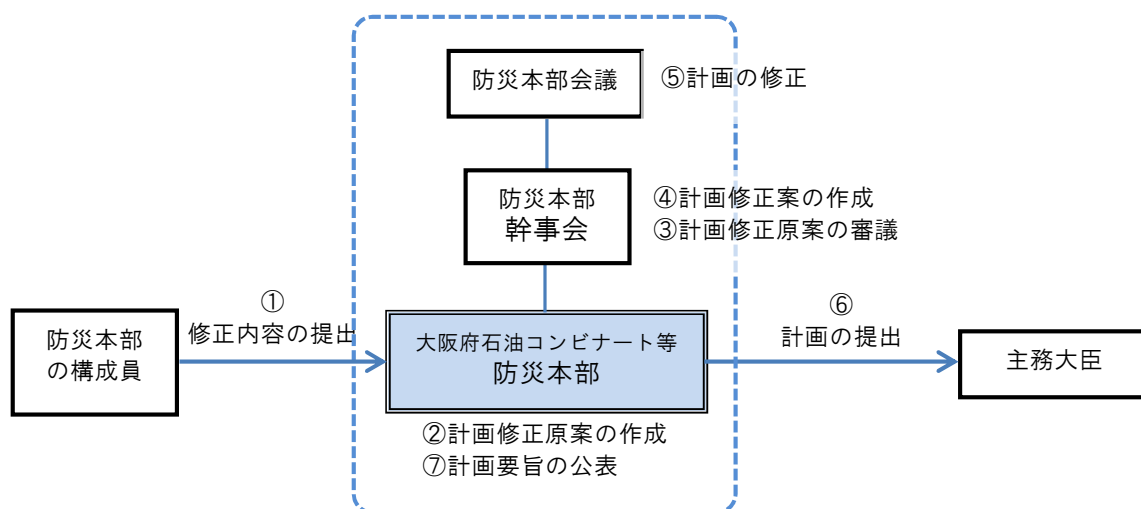 防災本部会議
⑤計画の修正
防災本部
幹事会
④計画修正案の作成
③計画修正原案の審議
①
修正内容の提出
防災本部
の構成員
大阪府石油コンビナート等
防災本部
⑥
計画の提出
主務大臣
②計画修正原案の作成
⑦計画要旨の公表